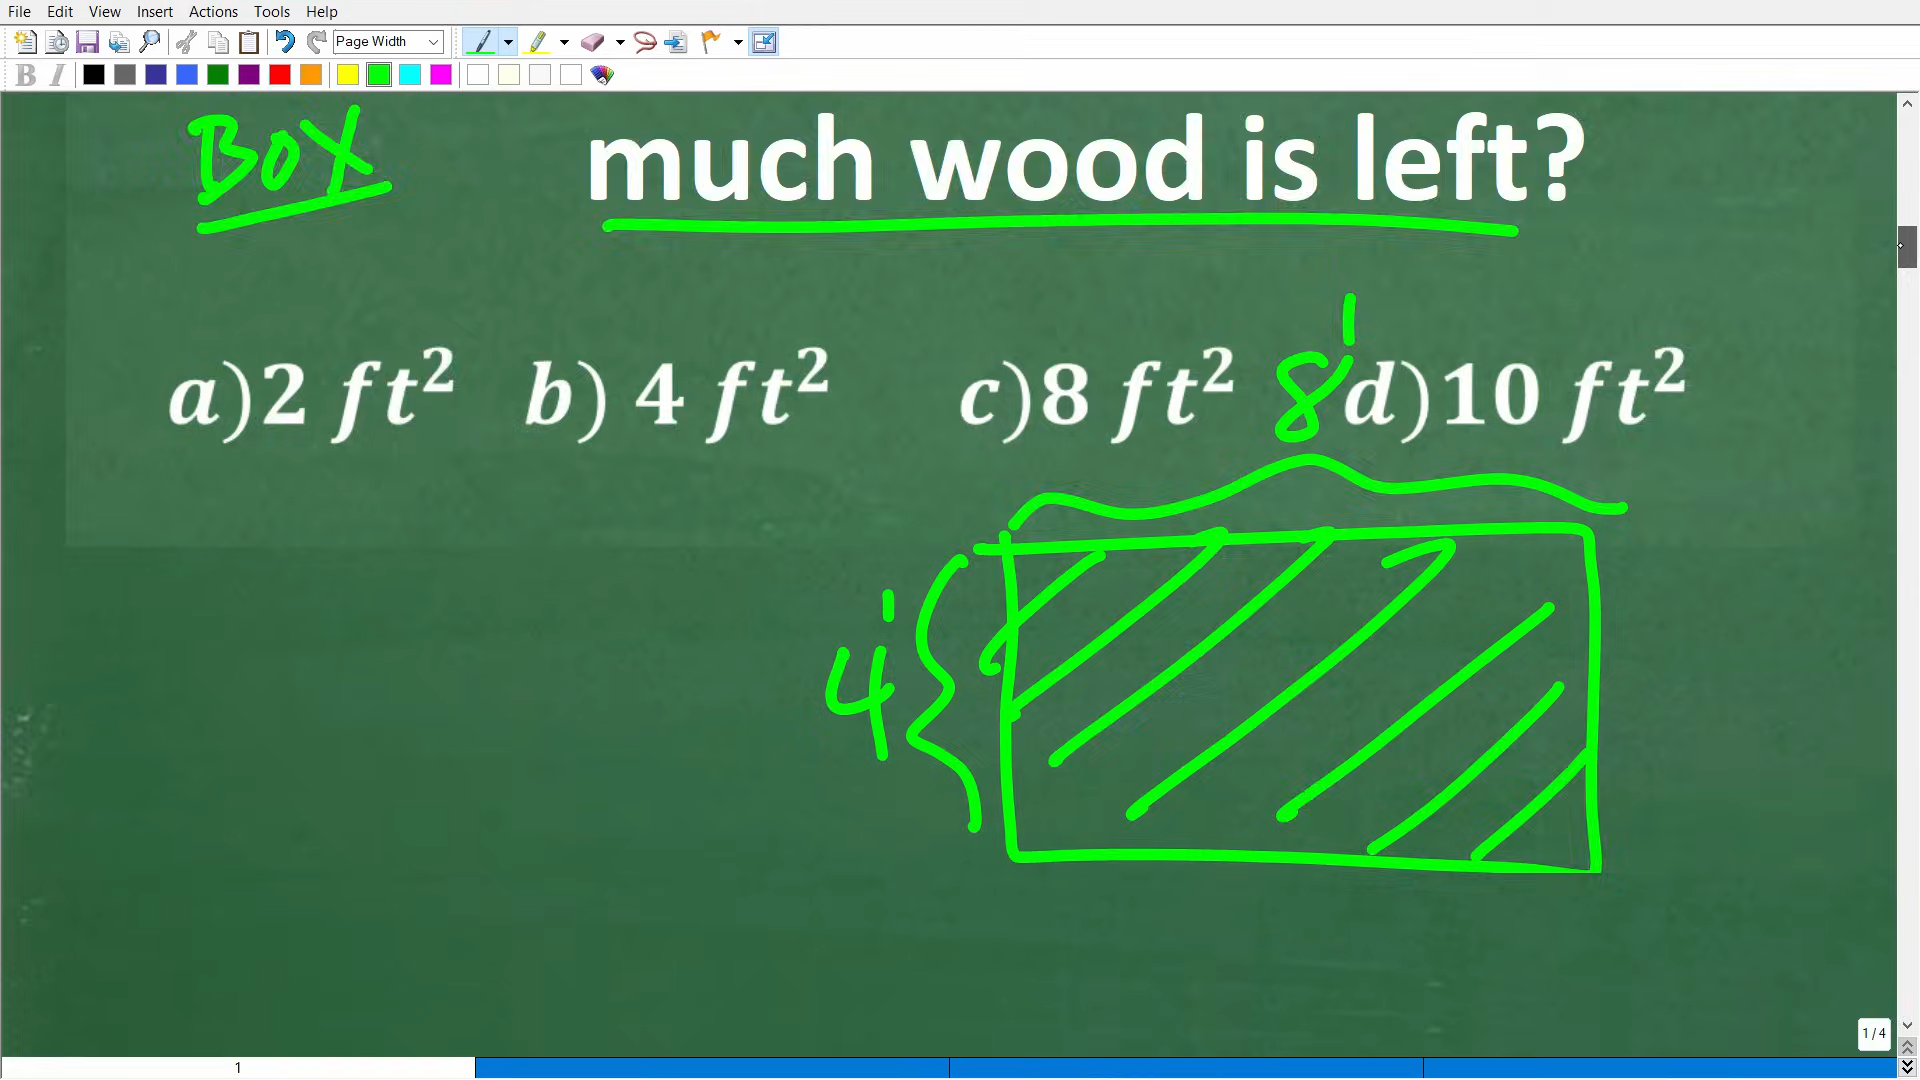 File Edit View Insert Actions Tools Help
Page Width
B I
BOX
much wood is left?
a)2 ft² b) 4 ft² c)8 ft² d)10 ft²
8'
4'
1/4
1